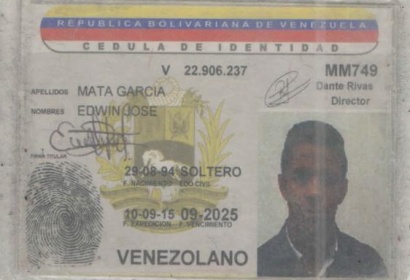 REPUBLICA BOLIVARIANA DE VENEZUELA
CEDULA DE IDENTIDAD
V 22.906.237
MM749
Dante Rivas
Director
APELLIDOS MATA GARCIA
NOMBRES EDWIN JOSE
FIRMA TITULAR
29-08-94 SOLTERO
F. NACIMIENTO EDO CIVIL
10-09-15 09-2025
F. EXPEDICION F. VENCIMIENTO
VENEZOLANO